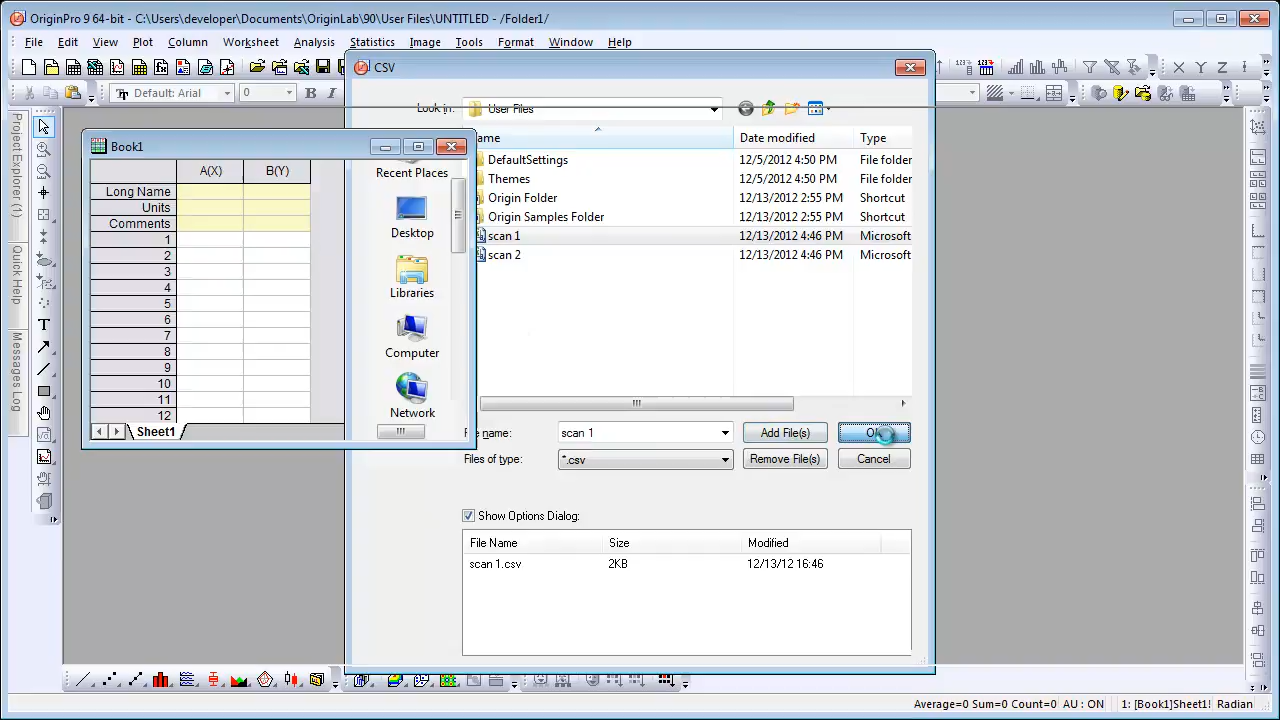 OriginPro 9 64-bit - C:\Users\developer\Documents\OriginLab\90\User Files\UNTITLED - /Folder1/
File Edit View Plot Column Worksheet Analysis Statistics Image Tools Format Window Help
Default: Arial 0 B I
X Y Z
Project Explorer (1)
Quick Help
Messages Log
Book1
A(X) B(Y)
Long Name
Units
Comments
1
2
3
4
5
6
7
8
9
10
11
12
Sheet1
CSV
Look in: User Files
Recent Places
Desktop
Libraries
Computer
Network
Date modified Type
DefaultSettings 12/5/2012 4:50 PM File folder
Themes 12/5/2012 4:50 PM File folder
Origin Folder 12/13/2012 2:55 PM Shortcut
Origin Samples Folder 12/13/2012 2:55 PM Shortcut
scan 1 12/13/2012 4:46 PM Microsoft
scan 2 12/13/2012 4:46 PM Microsoft
scan 1 Add File(s)
Files of type: *.csv Remove File(s) Cancel
Show Options Dialog:
File Name Size Modified
scan 1.csv 2KB 12/13/12 16:46
Average=0 Sum=0 Count=0 AU : ON 1: [Book1]Sheet1! Radian